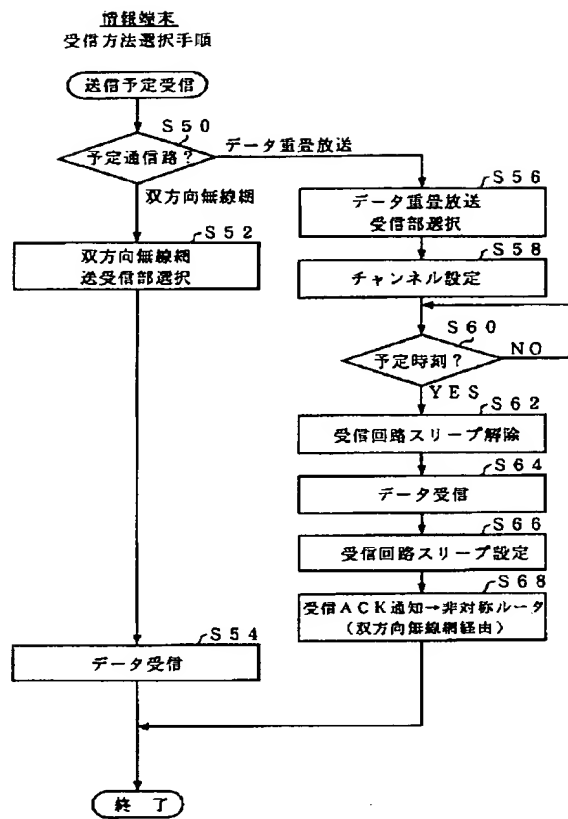 情報端末
受信方法選択手順
送信予定受信
S50
予定通信路?
データ重畳放送
双方向無線網
S52
双方向無線網
送受信部選択
S56
データ重畳放送
受信部選択
S58
チャンネル設定
S60
予定時刻?
NO
YES
S62
受信回路スリープ解除
S64
データ受信
S66
受信回路スリープ設定
S68
受信ACK通知→非対称ルータ
(双方向無線網経由)
S54
データ受信
終了